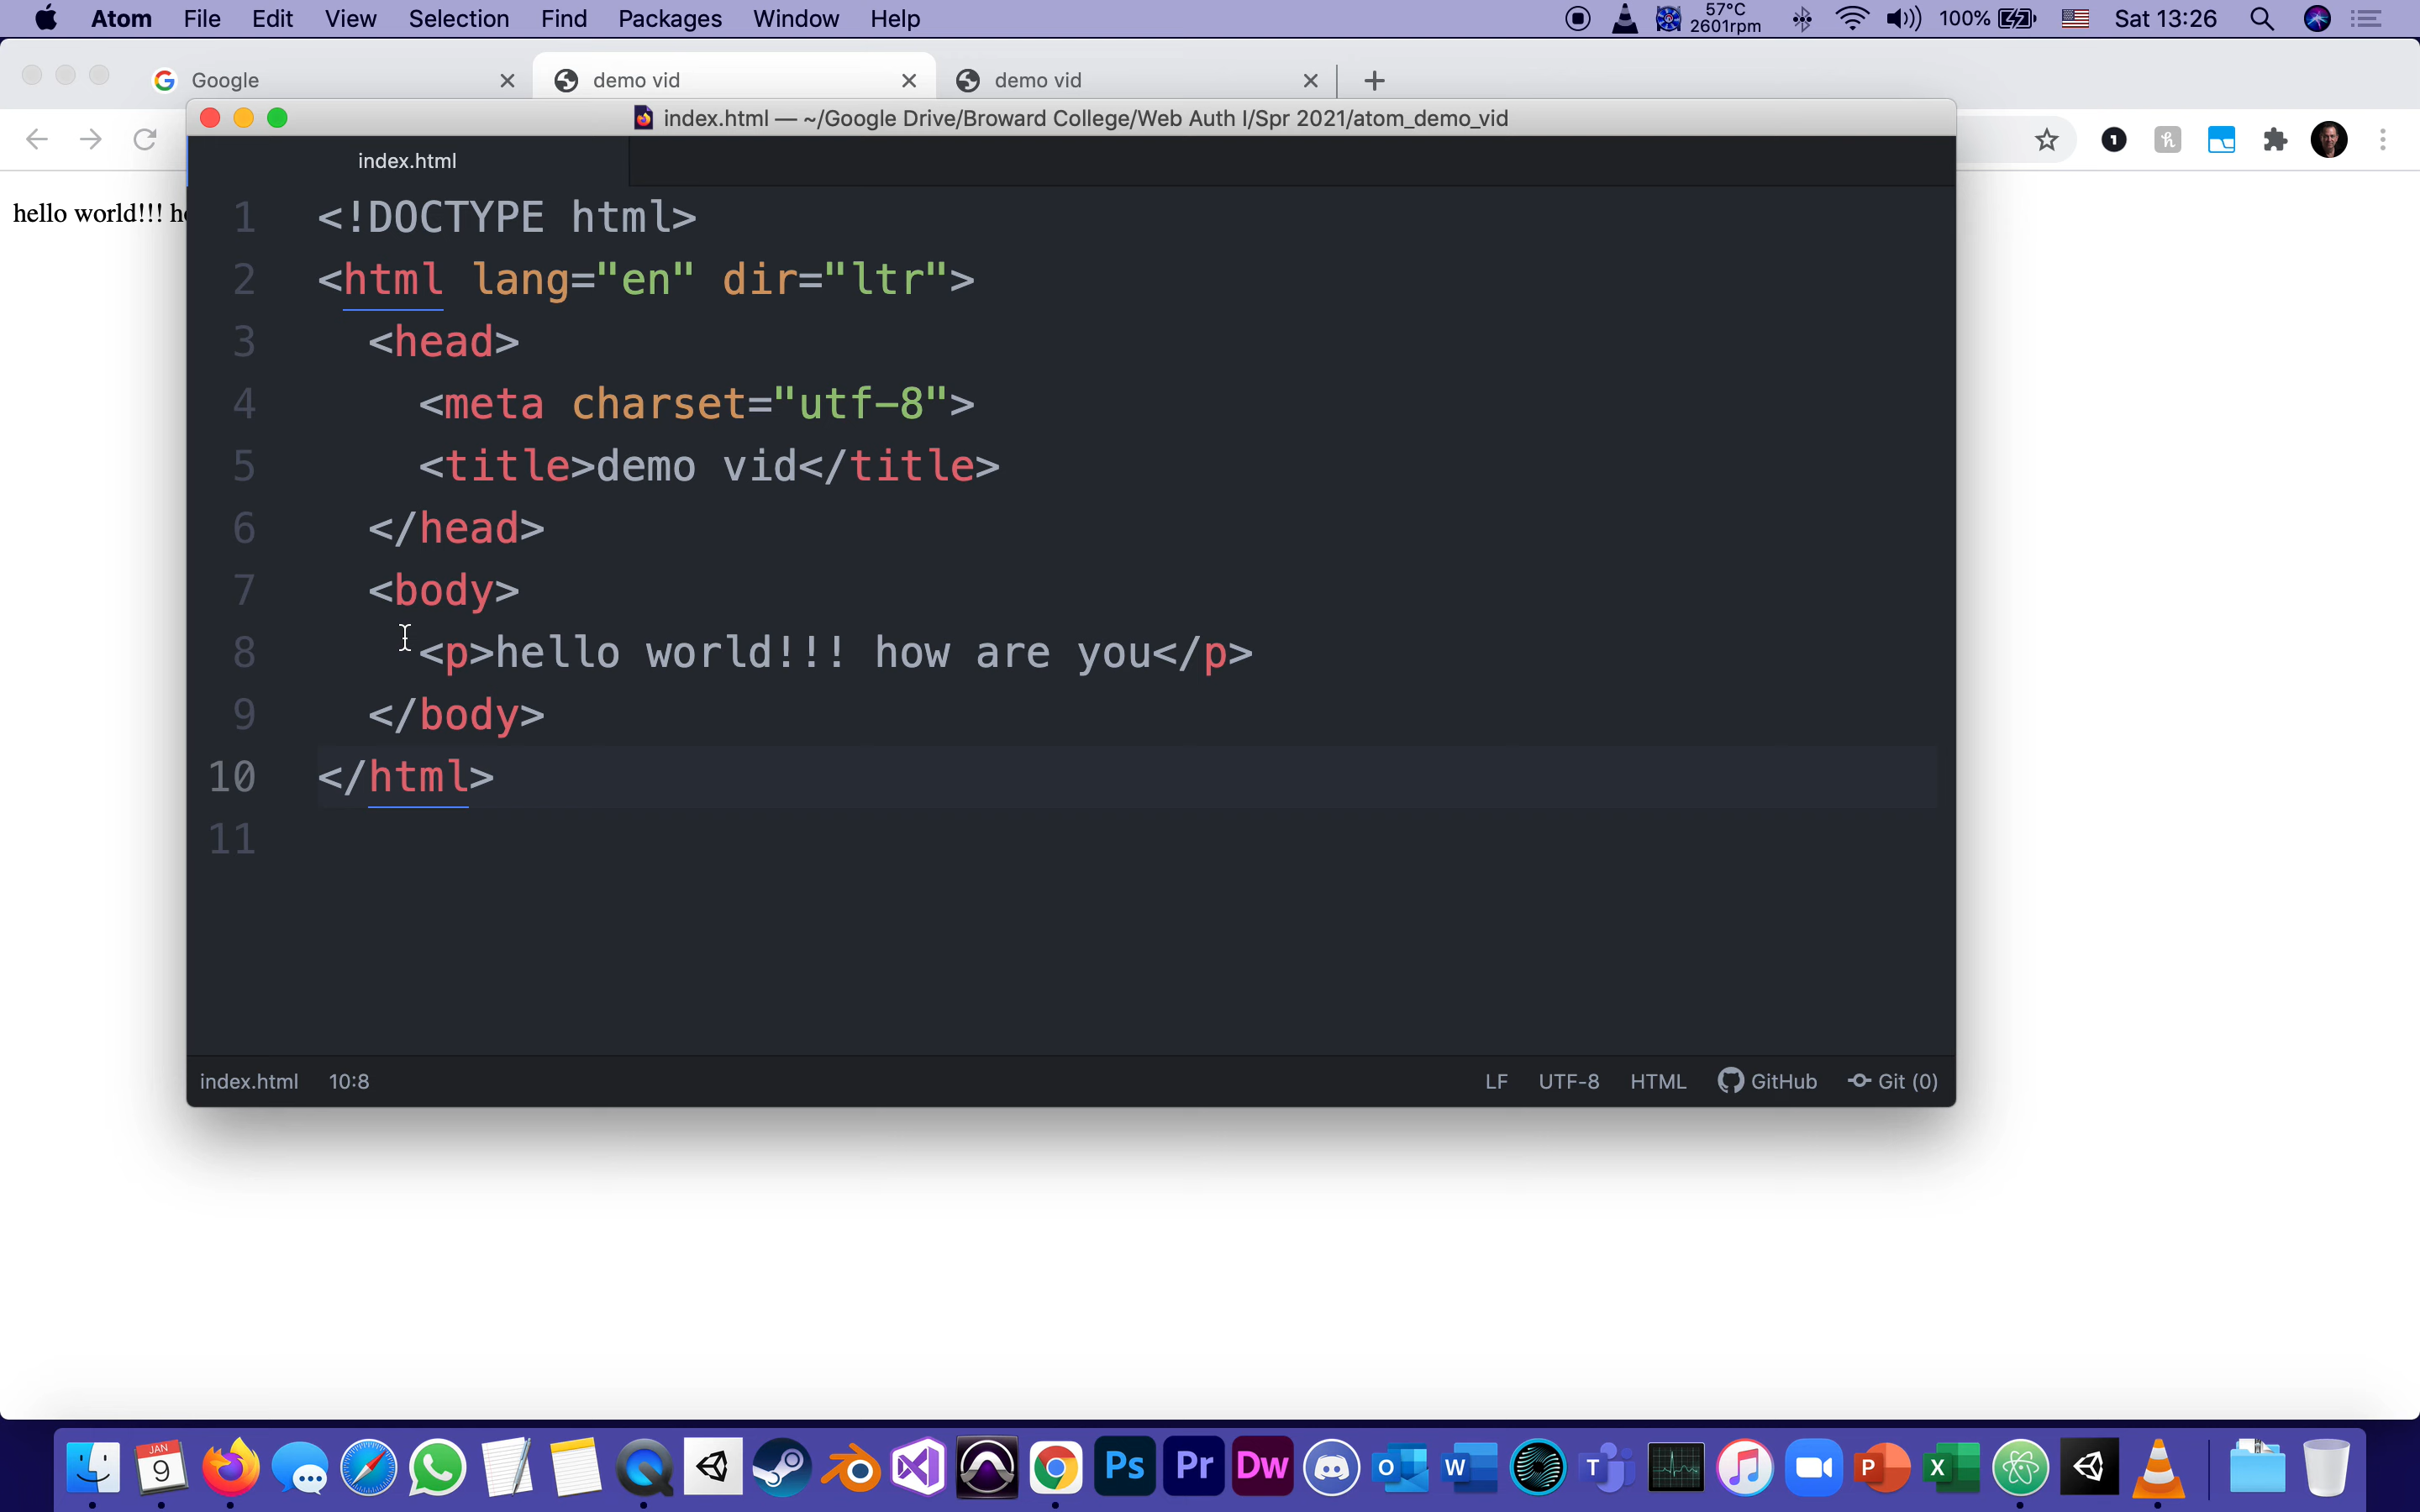 Atom File Edit View Selection Find Packages Window Help 57°C 2601rpm 100% Sat 13:26
Google demo vid demo vid
index.html — ~/Google Drive/Broward College/Web Auth I/Spr 2021/atom_demo_vid
index.html
hello world!!!
1 <!DOCTYPE html>
2 <html lang="en" dir="ltr">
3 <head>
4 <meta charset="utf-8">
5 <title>demo vid</title>
6 </head>
7 <body>
8 <p>hello world!!! how are you</p>
9 </body>
10 </html>
11
index.html 10:8 LF UTF-8 HTML GitHub Git (0)
JAN 9 Ps Pr Dw O W T P X